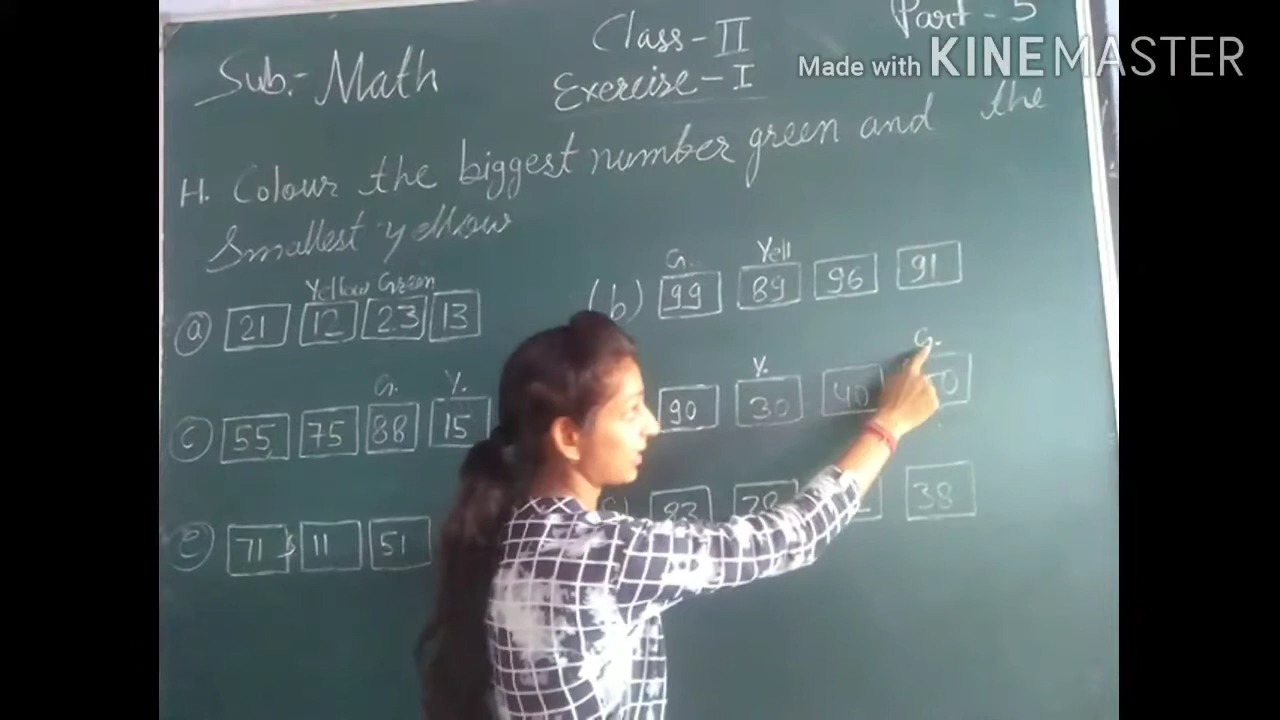 Part - 5
Class - II
Made with KINEMASTER
Sub.- Math
Exercise - I
H. Colour the biggest number green and the
Smallest yellow
Yellow Green
(a) 21 12 23 13
G. Yell
(b) 99 89 96 91
G. Y.
(c) 55 75 88 15
Y. G.
90 30 40
(e) 71 11 51
83 38